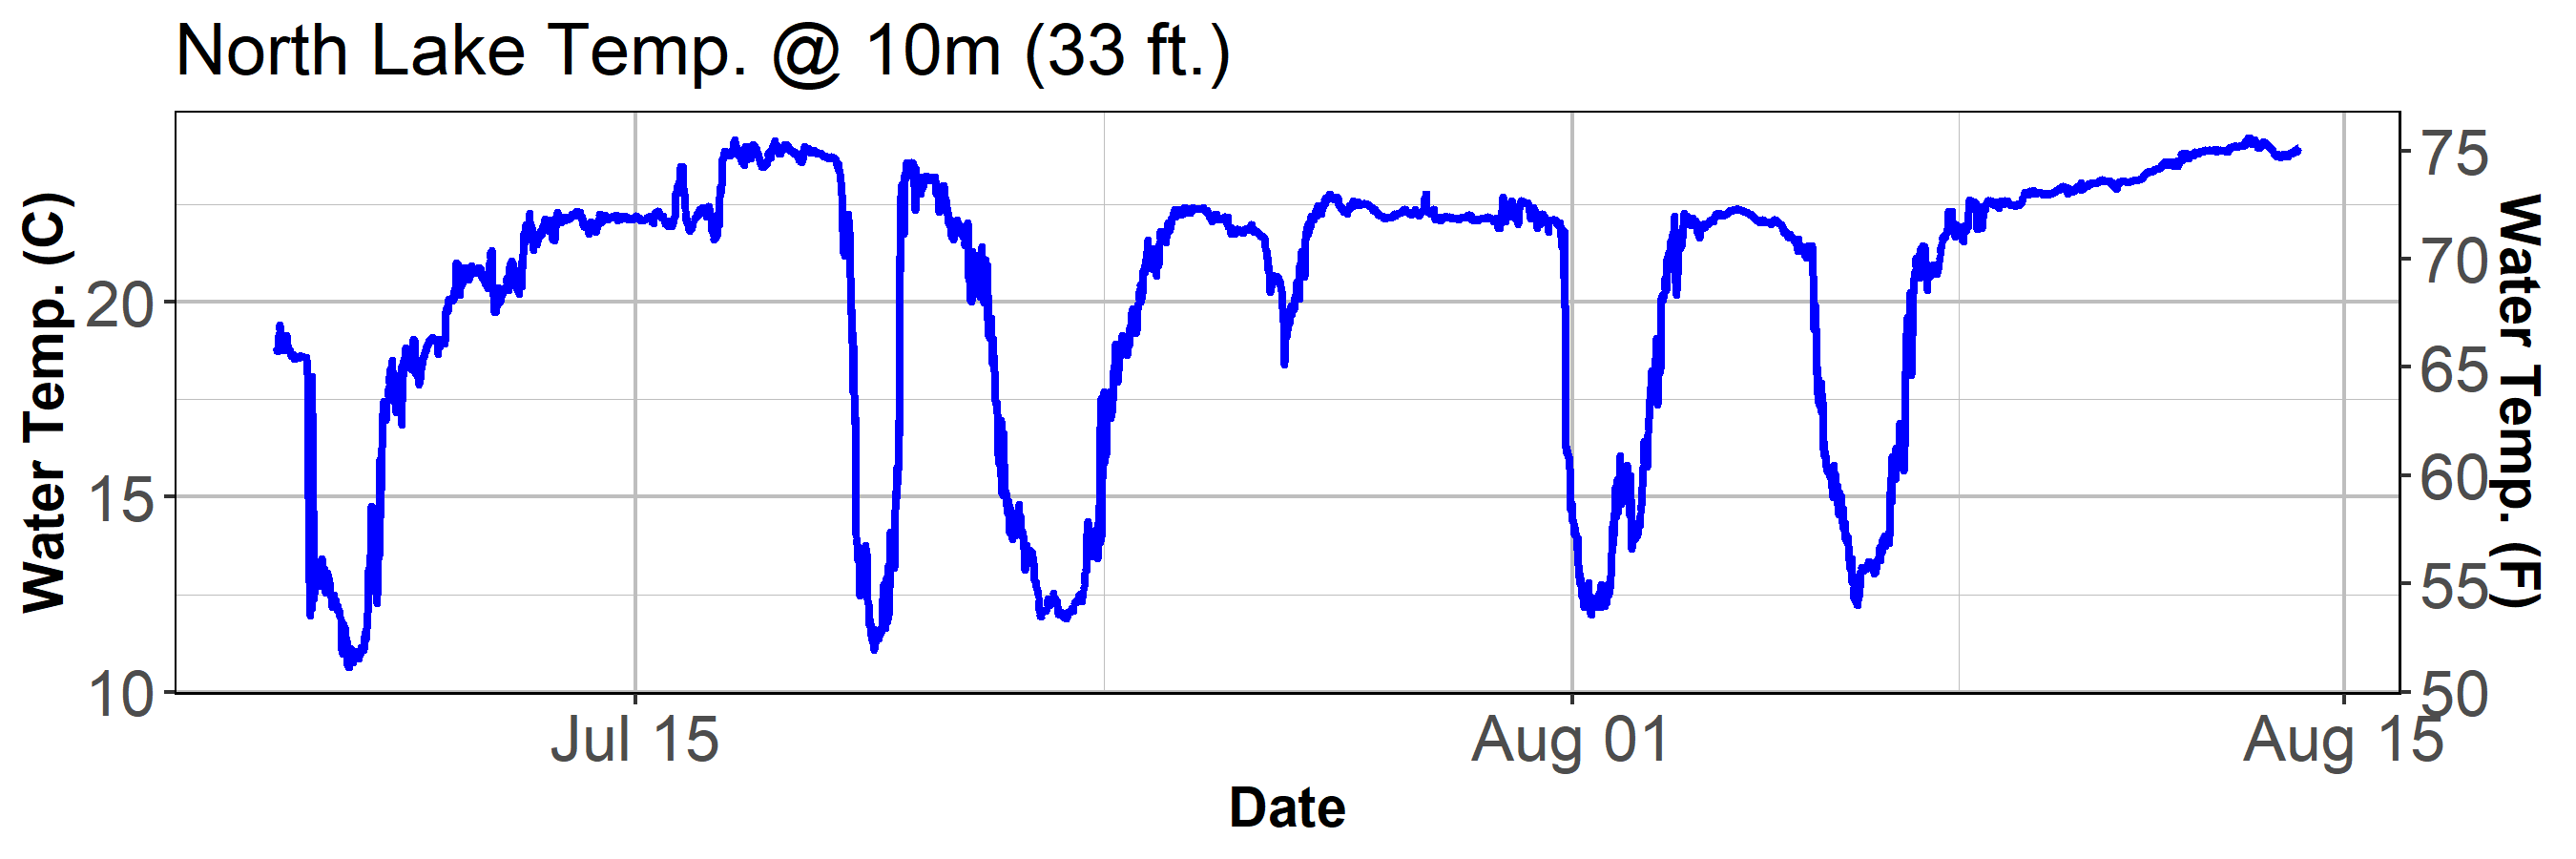 North Lake Temp. @ 10m (33 ft.)
Water Temp. (C)
20
15
10
75
70
65
60
55
50
Water Temp. (F)
Jul 15
Aug 01
Aug 15
Date